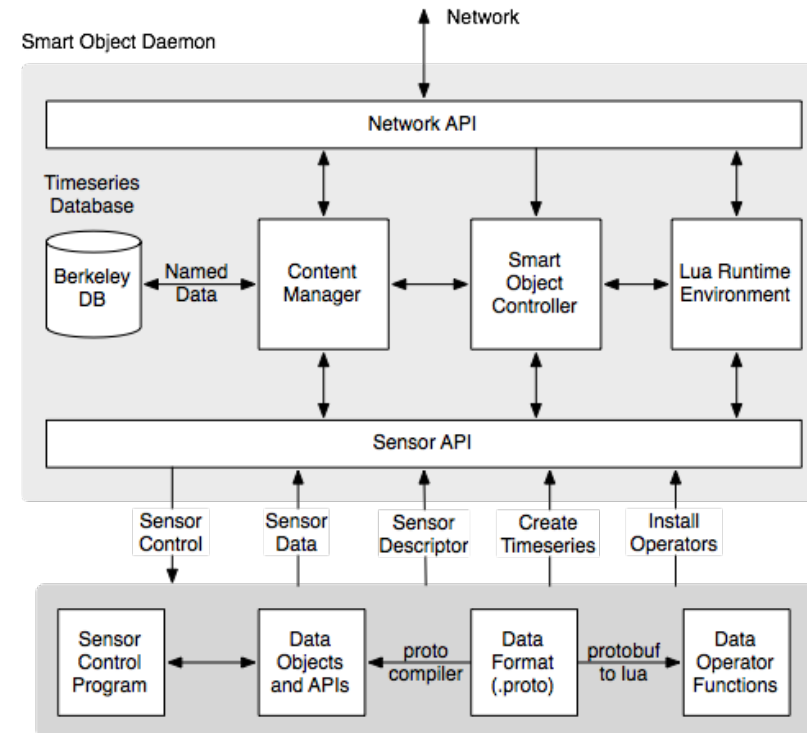 Network
Smart Object Daemon
Network API
Timeseries
Database
Berkeley
DB
Named
Data
Content
Manager
Smart
Object
Controller
Lua Runtime
Environment
Sensor API
Sensor
Control
Sensor
Data
Sensor
Descriptor
Create
Timeseries
Install
Operators
Sensor
Control
Program
Data
Objects
and APIs
proto
compiler
Data
Format
(.proto)
protobuf
to lua
Data
Operator
Functions